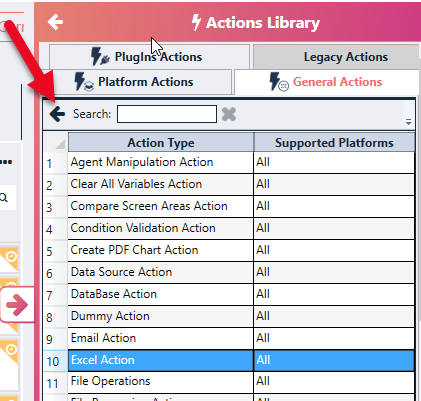 Actions Library
PlugIns Actions Legacy Actions
Platform Actions General Actions
Search:
Action Type Supported Platforms
1 Agent Manipulation Action All
2 Clear All Variables Action All
3 Compare Screen Areas Action All
4 Condition Validation Action All
5 Create PDF Chart Action All
6 Data Source Action All
7 DataBase Action All
8 Dummy Action All
9 Email Action All
10 Excel Action All
11 File Operations All